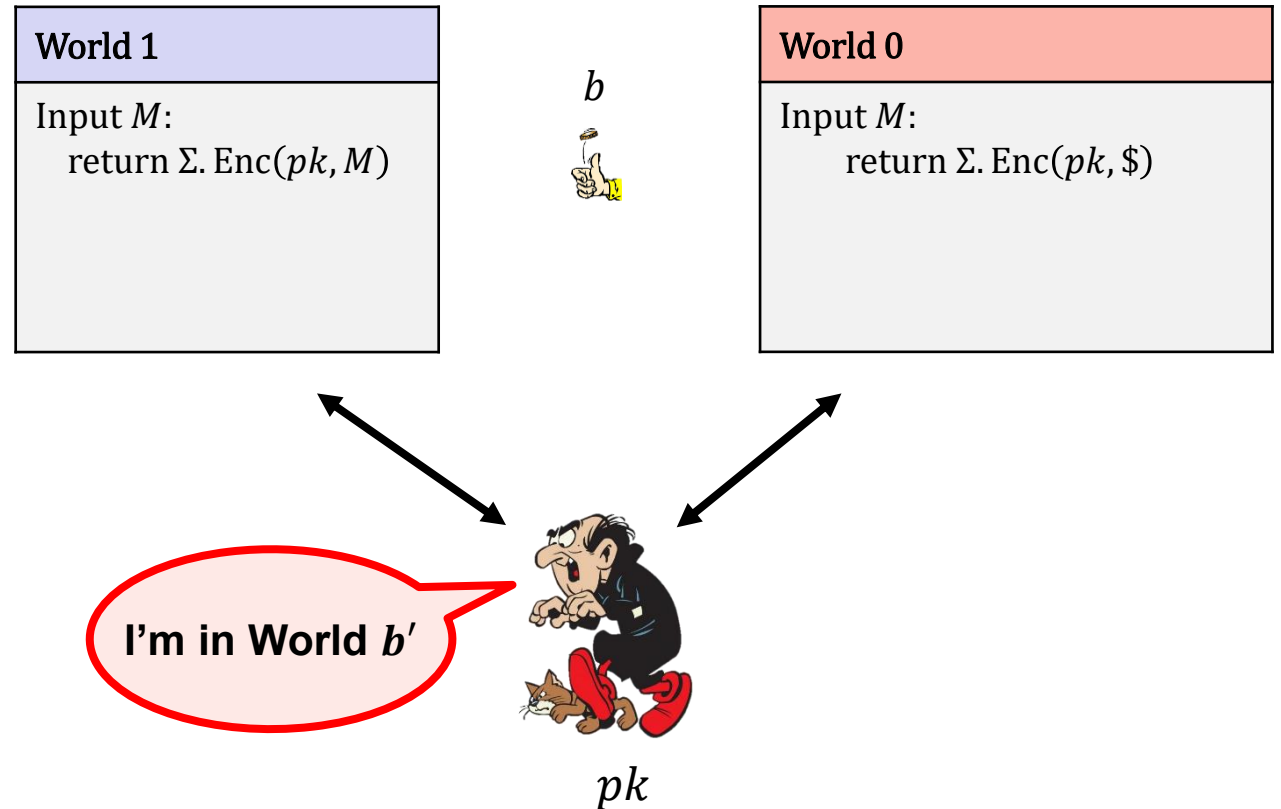 World 1
Input M:
return Σ. Enc(pk, M)
b
World 0
Input M:
return Σ. Enc(pk, $)
I'm in World b′
pk